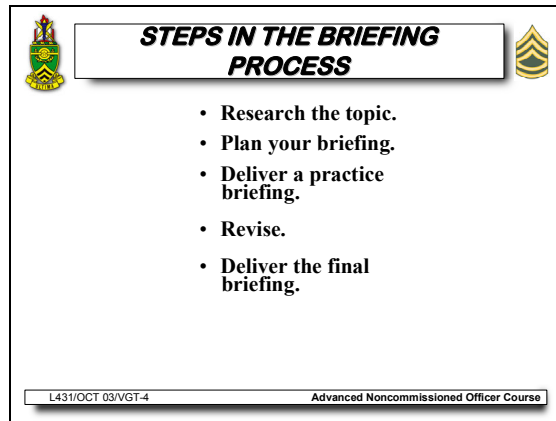 STEPS IN THE BRIEFING
PROCESS
• Research the topic.
• Plan your briefing.
• Deliver a practice
briefing.
• Revise.
• Deliver the final
briefing.
ULTIMA
L431/OCT 03/VGT-4
Advanced Noncommissioned Officer Course